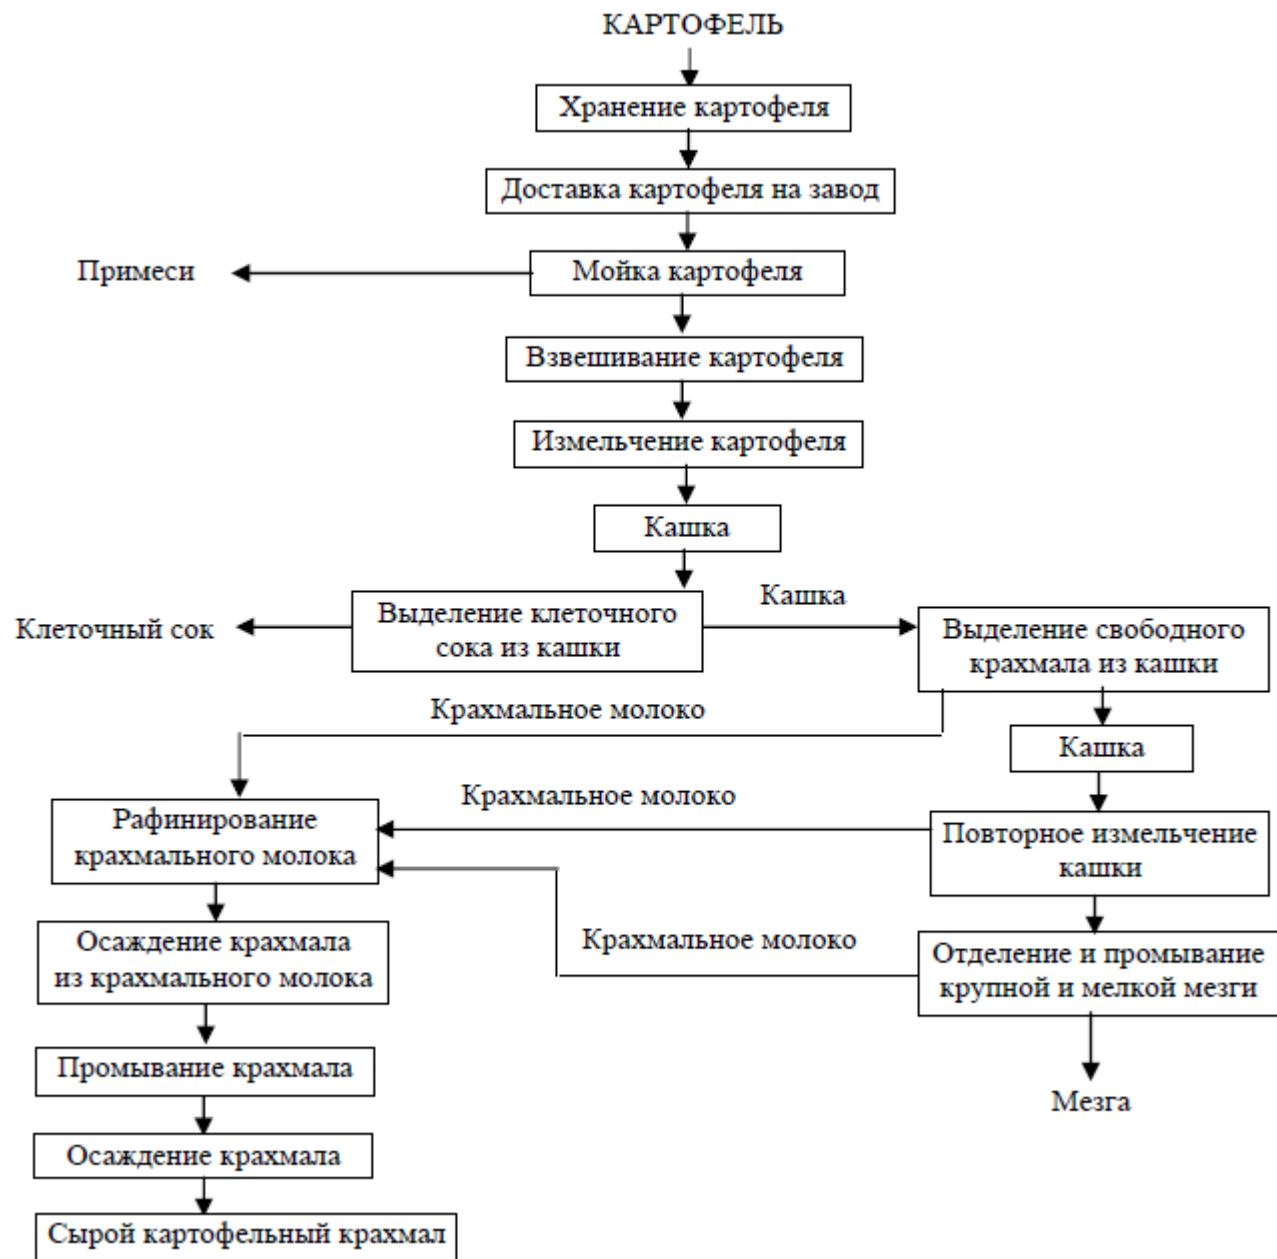 КАРТОФЕЛЬ
Хранение картофеля
Доставка картофеля на завод
Примеси
Мойка картофеля
Взвешивание картофеля
Измельчение картофеля
Кашка
Клеточный сок
Выделение клеточного
сока из кашки
Кашка
Выделение свободного
крахмала из кашки
Крахмальное молоко
Кашка
Крахмальное молоко
Рафинирование
крахмального молока
Повторное измельчение
кашки
Осаждение крахмала
из крахмального молока
Крахмальное молоко
Отделение и промывание
крупной и мелкой мезги
Промывание крахмала
Мезга
Осаждение крахмала
Сырой картофельный крахмал